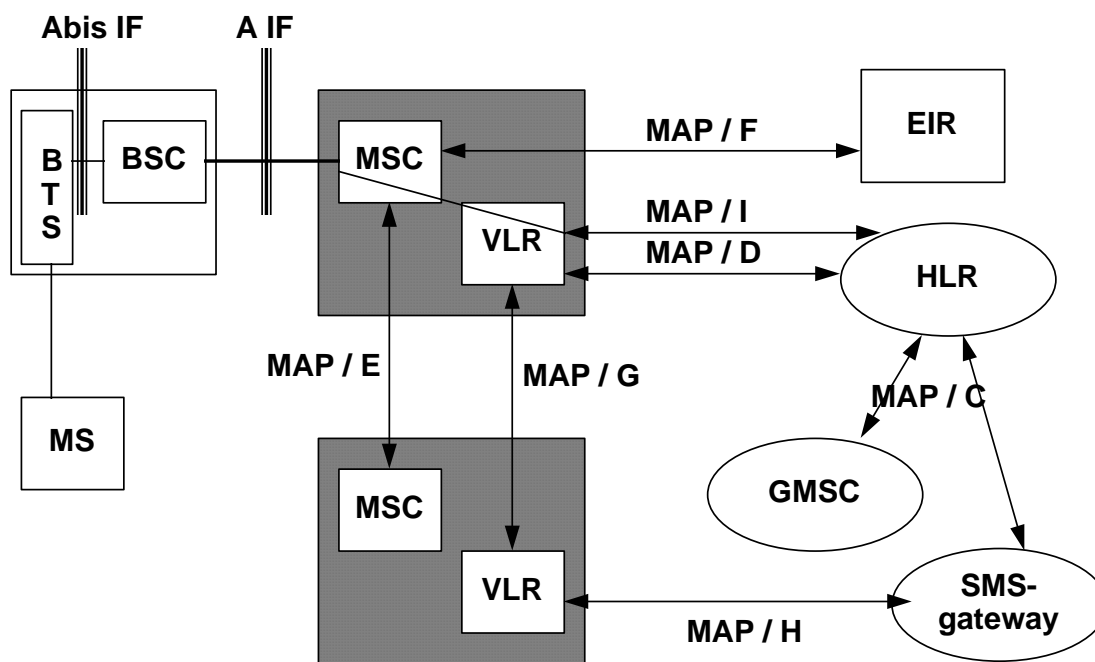 Abis IF
A IF
BTS
BSC
MSC
MAP / F
EIR
VLR
MAP / I
MAP / D
HLR
MAP / E
MAP / G
MAP / C
MS
MSC
GMSC
VLR
MAP / H
SMS-
gateway